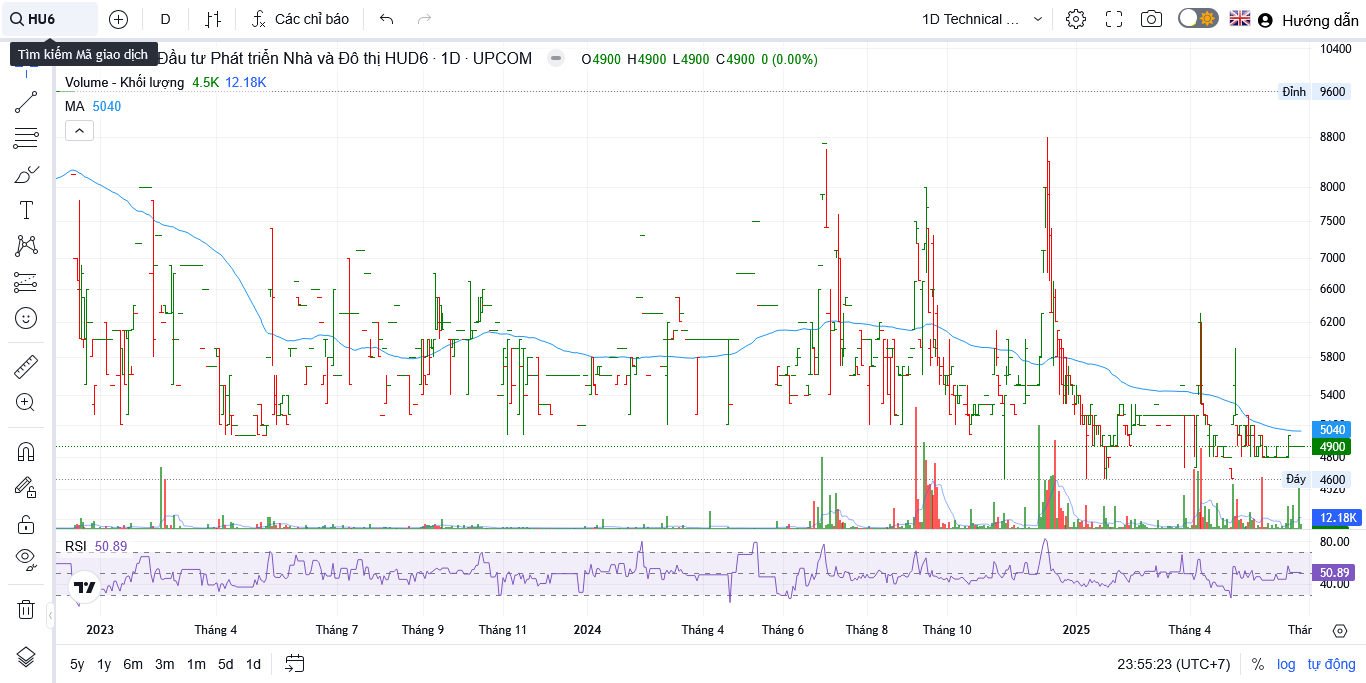 HU6
D
Các chỉ báo
1D Technical ...
Hướng dẫn
Tìm kiếm Mã giao dịch
Đầu tư Phát triển Nhà và Đô thị HUD6 · 1D · UPCOM
O4900 H4900 L4900 C4900 0 (0.00%)
Volume - Khối lượng 4.5K 12.18K
MA 5040
10400
Đỉnh 9600
8800
8000
7500
7000
6600
6200
5800
5400
5040
4900
4800
Đáy 4600
4520
12.18K
RSI 50.89
80.00
50.89
40.00
2023 Tháng 4 Tháng 7 Tháng 9 Tháng 11 2024 Tháng 4 Tháng 6 Tháng 8 Tháng 10 2025 Tháng 4 Thár
5y 1y 6m 3m 1m 5d 1d
23:55:23 (UTC+7) % log tự động